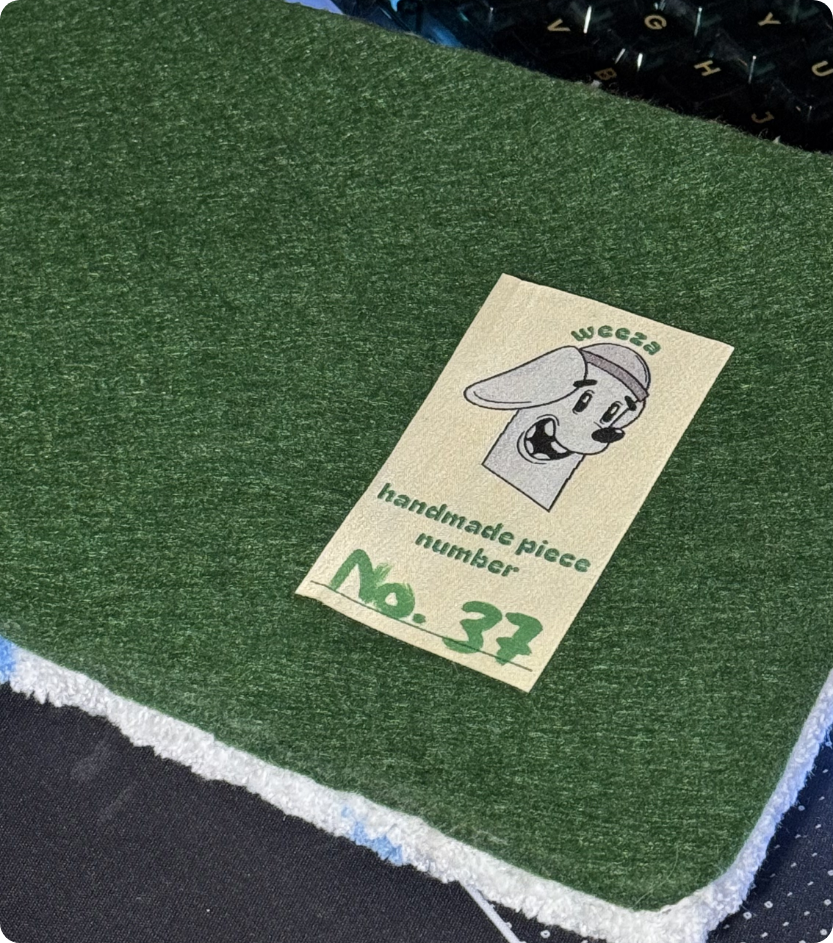 V G Y U
B H J
weeza
handmade piece
number
No. 37